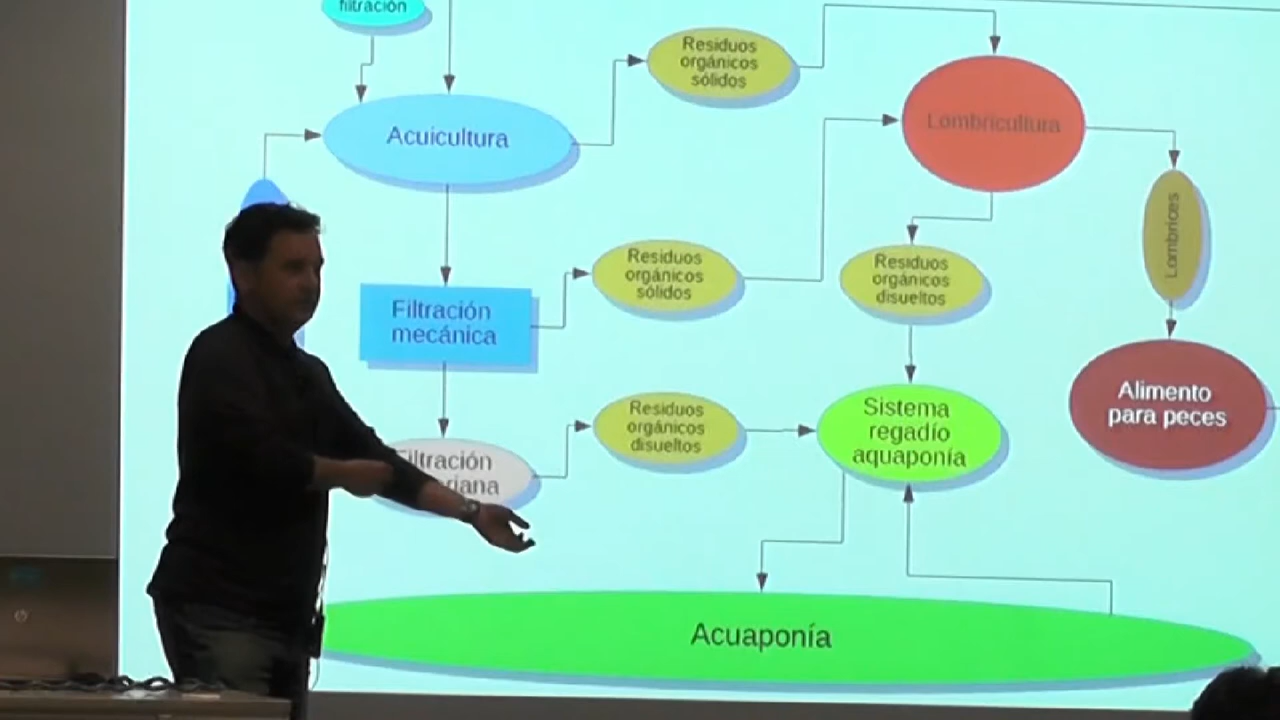 filtración
Residuos
orgánicos
sólidos
Acuicultura
Lombricultura
Lombrices
Residuos
orgánicos
sólidos
Residuos
orgánicos
disueltos
Filtración
mecánica
Alimento
para peces
Residuos
orgánicos
disueltos
Sistema
regadío
aquaponía
Filtración
Acuaponía